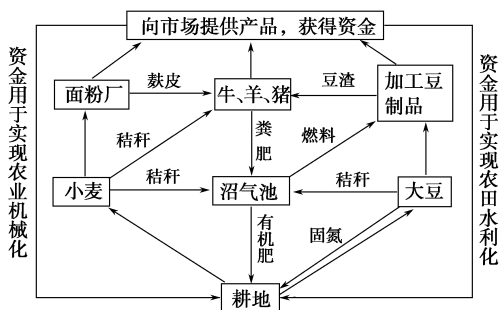 向市场提供产品，获得资金
资金用于实现农业机械化
资金用于实现农田水利化
面粉厂
麸皮
牛、羊、猪
豆渣
加工豆
制品
秸秆
粪
肥
燃料
小麦
秸秆
沼气池
秸秆
大豆
有
机
肥
固氮
耕地